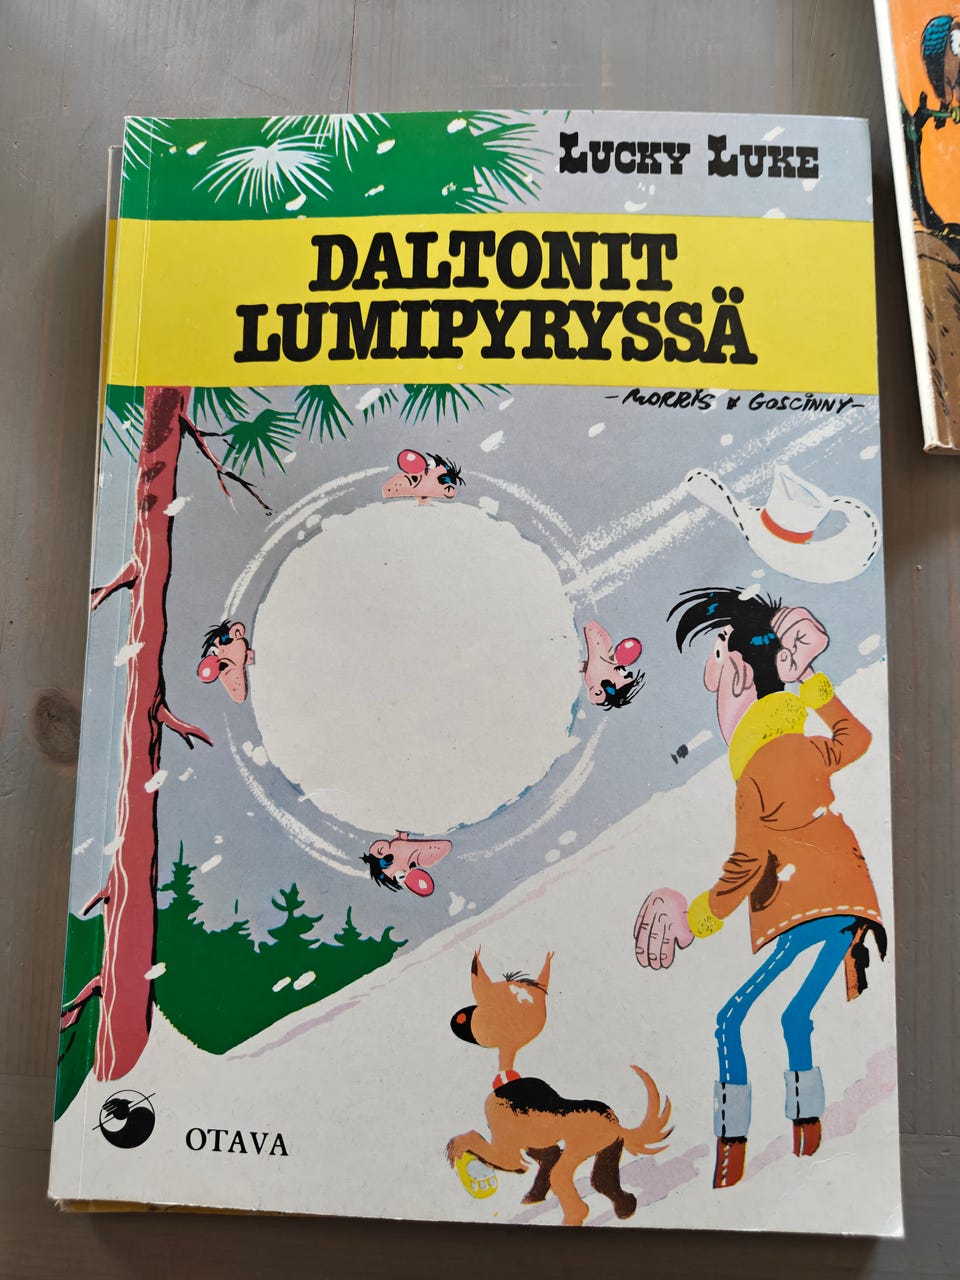 LUCKY LUKE
DALTONIT
LUMIPYRYSSÄ
-MORRIS & GOSCINNY-
OTAVA